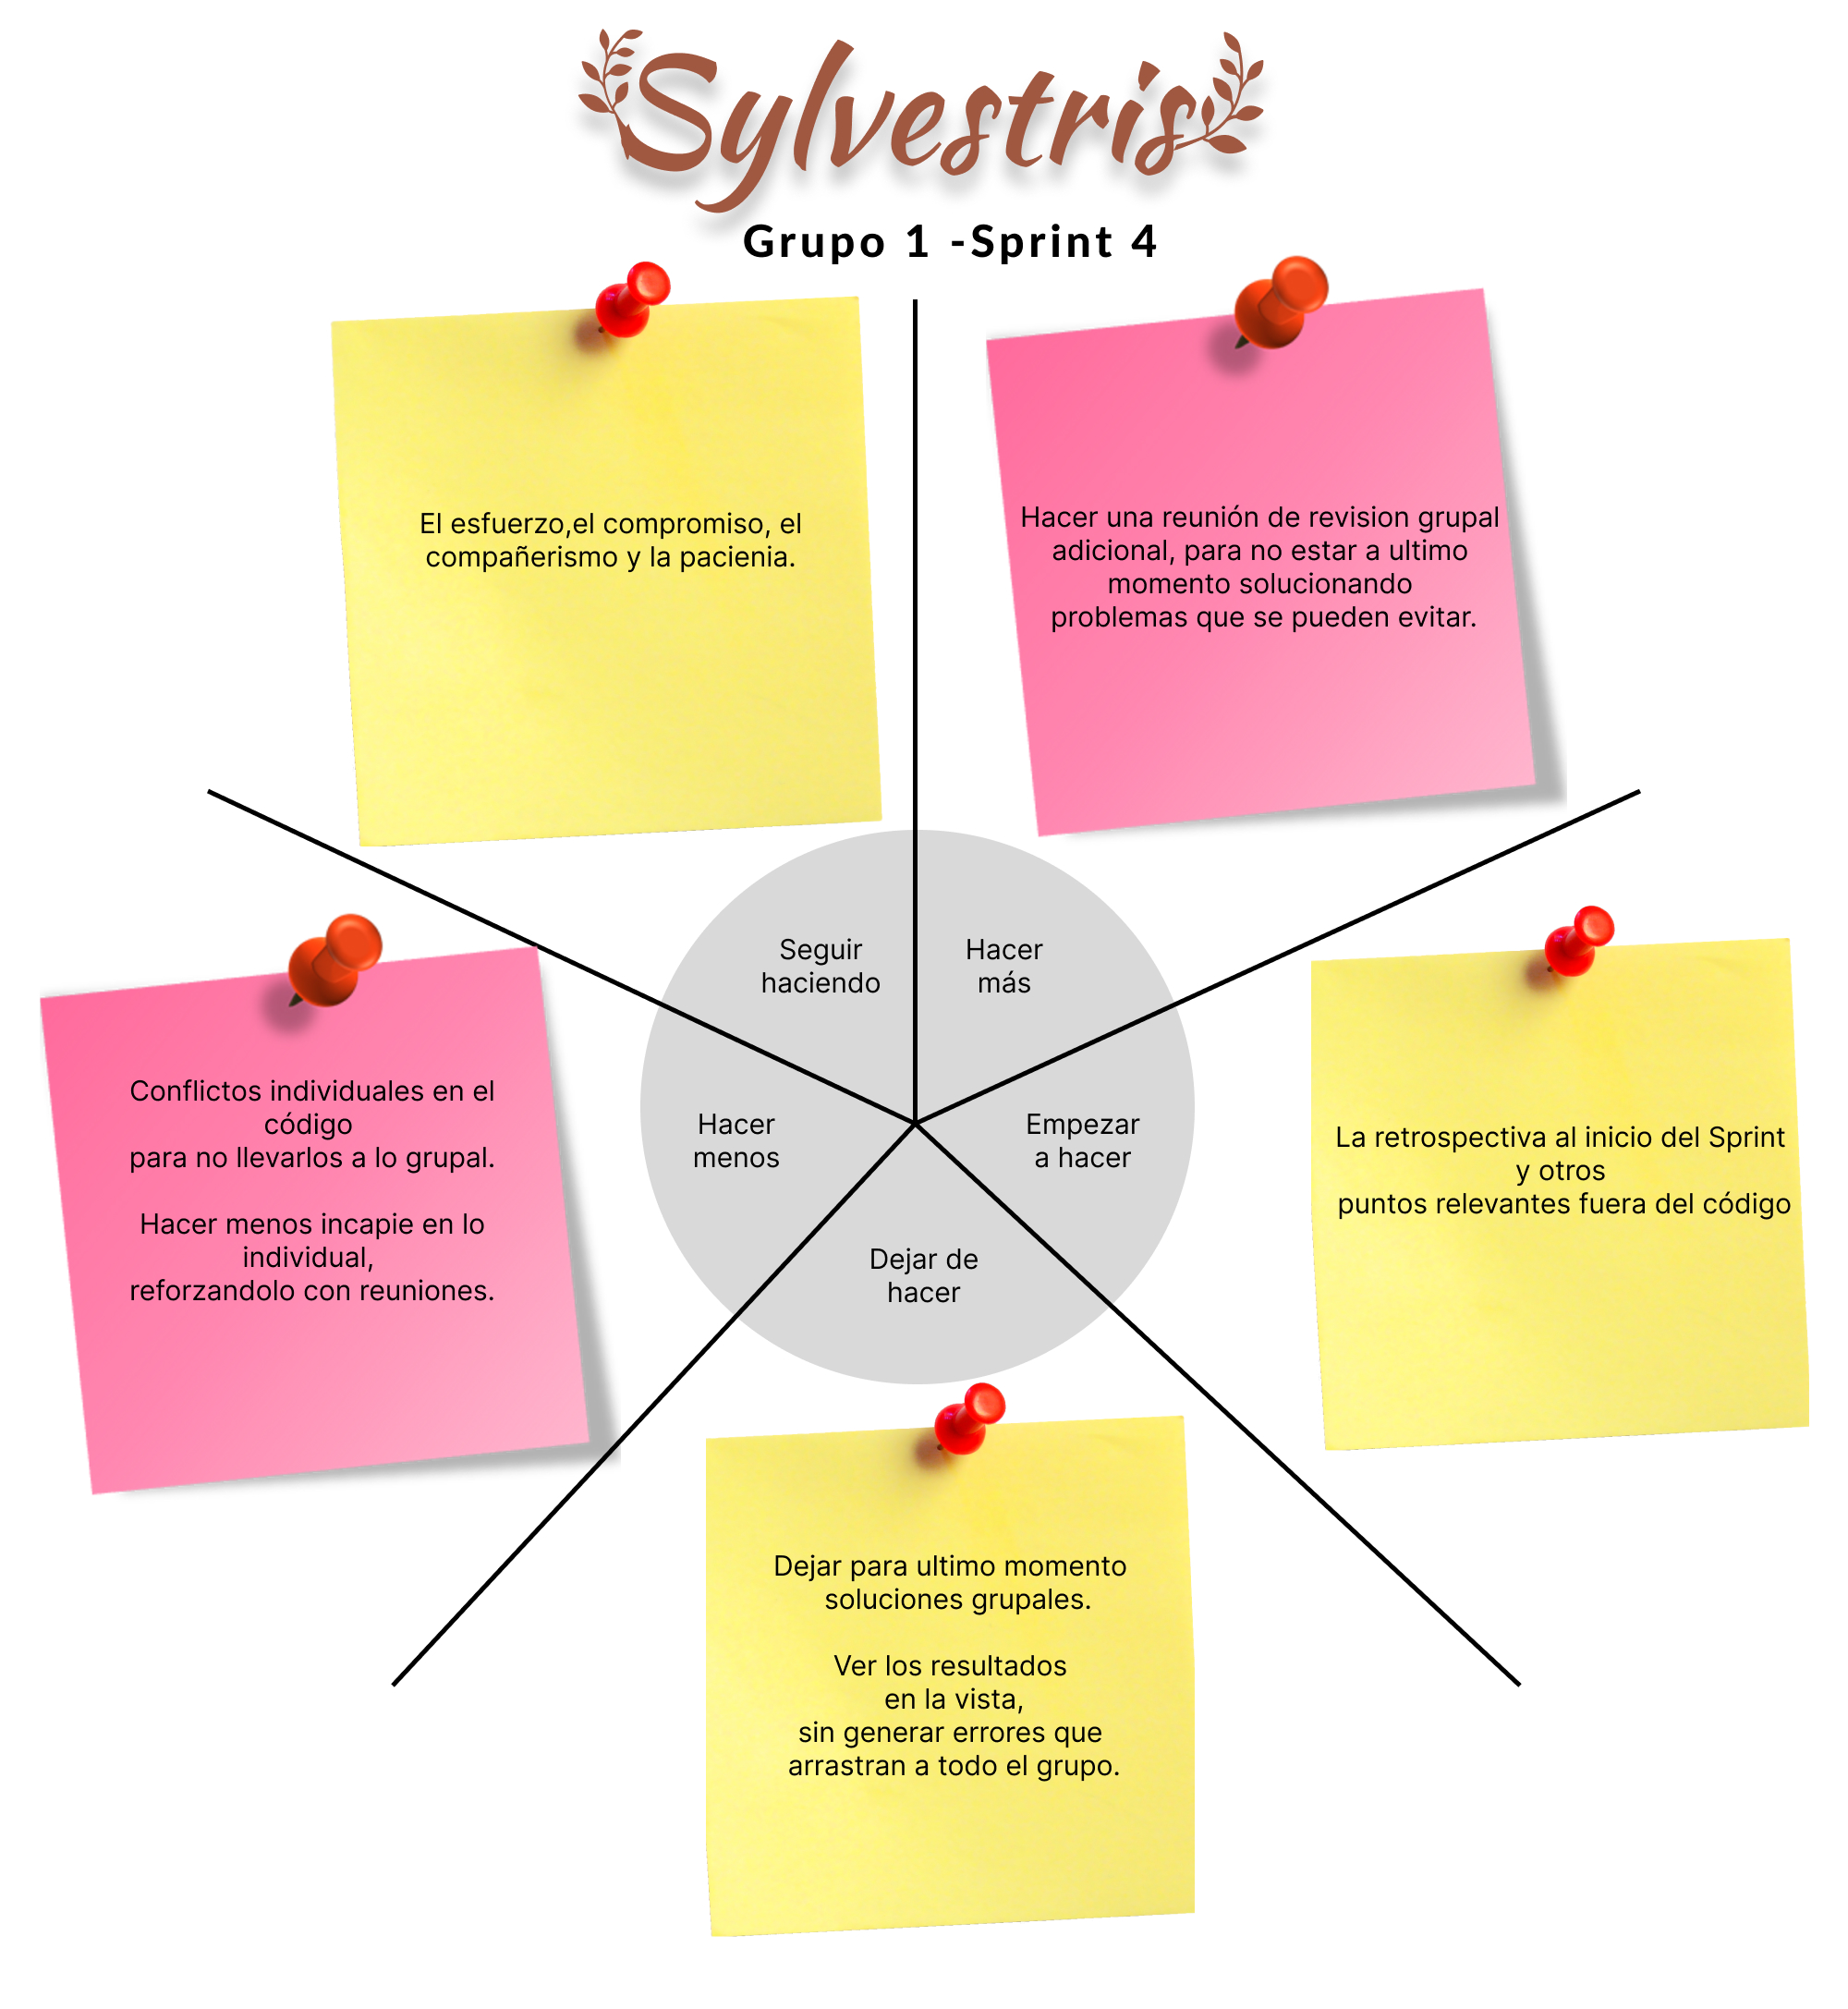 Sylvestris
Grupo 1 -Sprint 4
El esfuerzo,el compromiso, el
compañerismo y la pacienia.
Hacer una reunión de revision grupal
adicional, para no estar a ultimo
momento solucionando
problemas que se pueden evitar.
Seguir
haciendo
Hacer
más
Hacer
menos
Empezar
a hacer
Dejar de
hacer
Conflictos individuales en el
código
para no llevarlos a lo grupal.
Hacer menos incapie en lo
individual,
reforzandolo con reuniones.
La retrospectiva al inicio del Sprint
y otros
puntos relevantes fuera del código
Dejar para ultimo momento
soluciones grupales.
Ver los resultados
en la vista,
sin generar errores que
arrastran a todo el grupo.